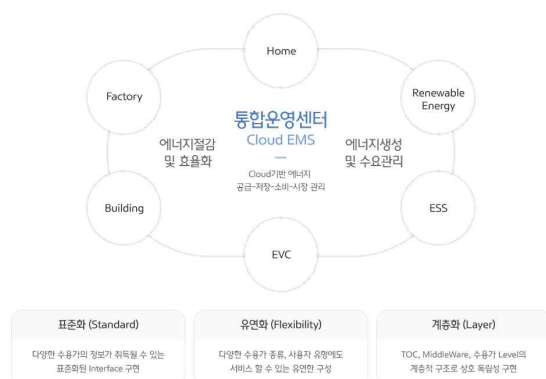 Home
Factory
Renewable
Energy
통합운영센터
Cloud EMS
에너지절감
및 효율화
에너지생성
및 수요관리
Cloud기반 에너지
공급-저장-소비-시장 관리
Building
ESS
EVC
표준화 (Standard)
다양한 수용가의 정보가 취득될 수 있는
표준화된 Interface 구현
유연화 (Flexibility)
다양한 수용가 종류, 사용자 유형에도
서비스 할 수 있는 유연한 구성
계층화 (Layer)
TOC, MiddleWare, 수용가 Level의
계층적 구조로 상호 독립성 구현